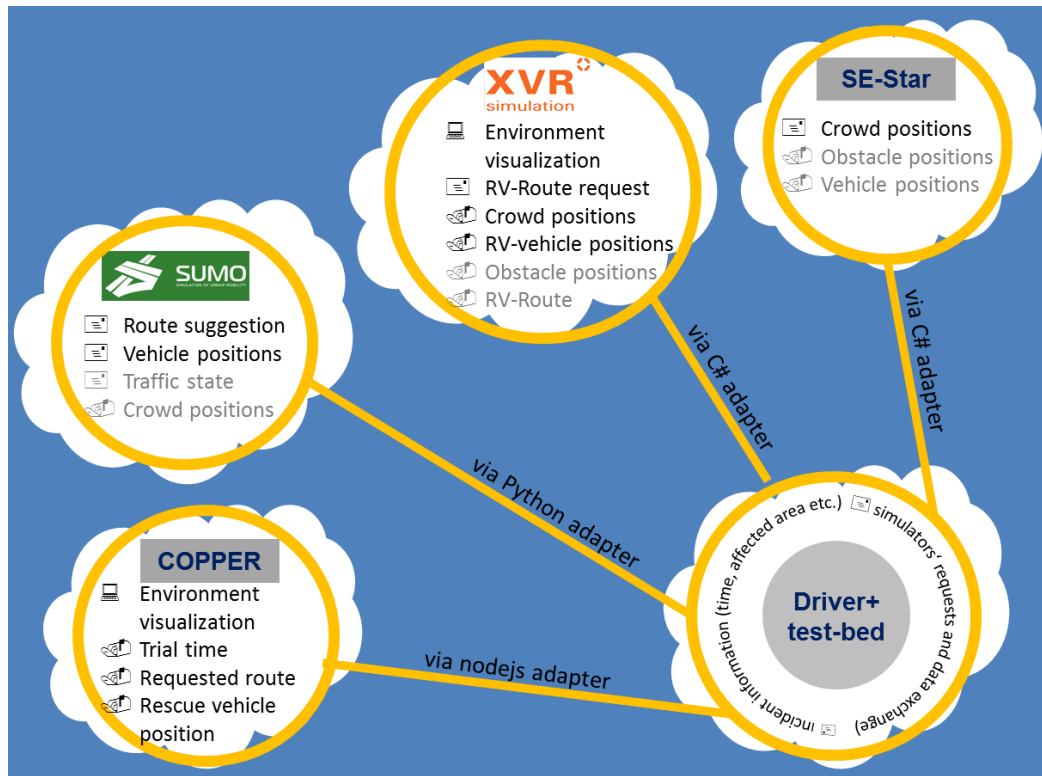 XVR
simulation
Environment
visualization
RV-Route request
Crowd positions
RV-vehicle positions
Obstacle positions
RV-Route
SE-Star
Crowd positions
Obstacle positions
Vehicle positions
SUMO
SIMULATION OF URBAN MOBILITY
Route suggestion
Vehicle positions
Traffic state
Crowd positions
COPPER
Environment
visualization
Trial time
Requested route
Rescue vehicle
position
via C# adapter
via C# adapter
via Python adapter
via nodejs adapter
incident information (time, affected area etc.)
simulators‘ requests and data exchange)
Driver+
test-bed